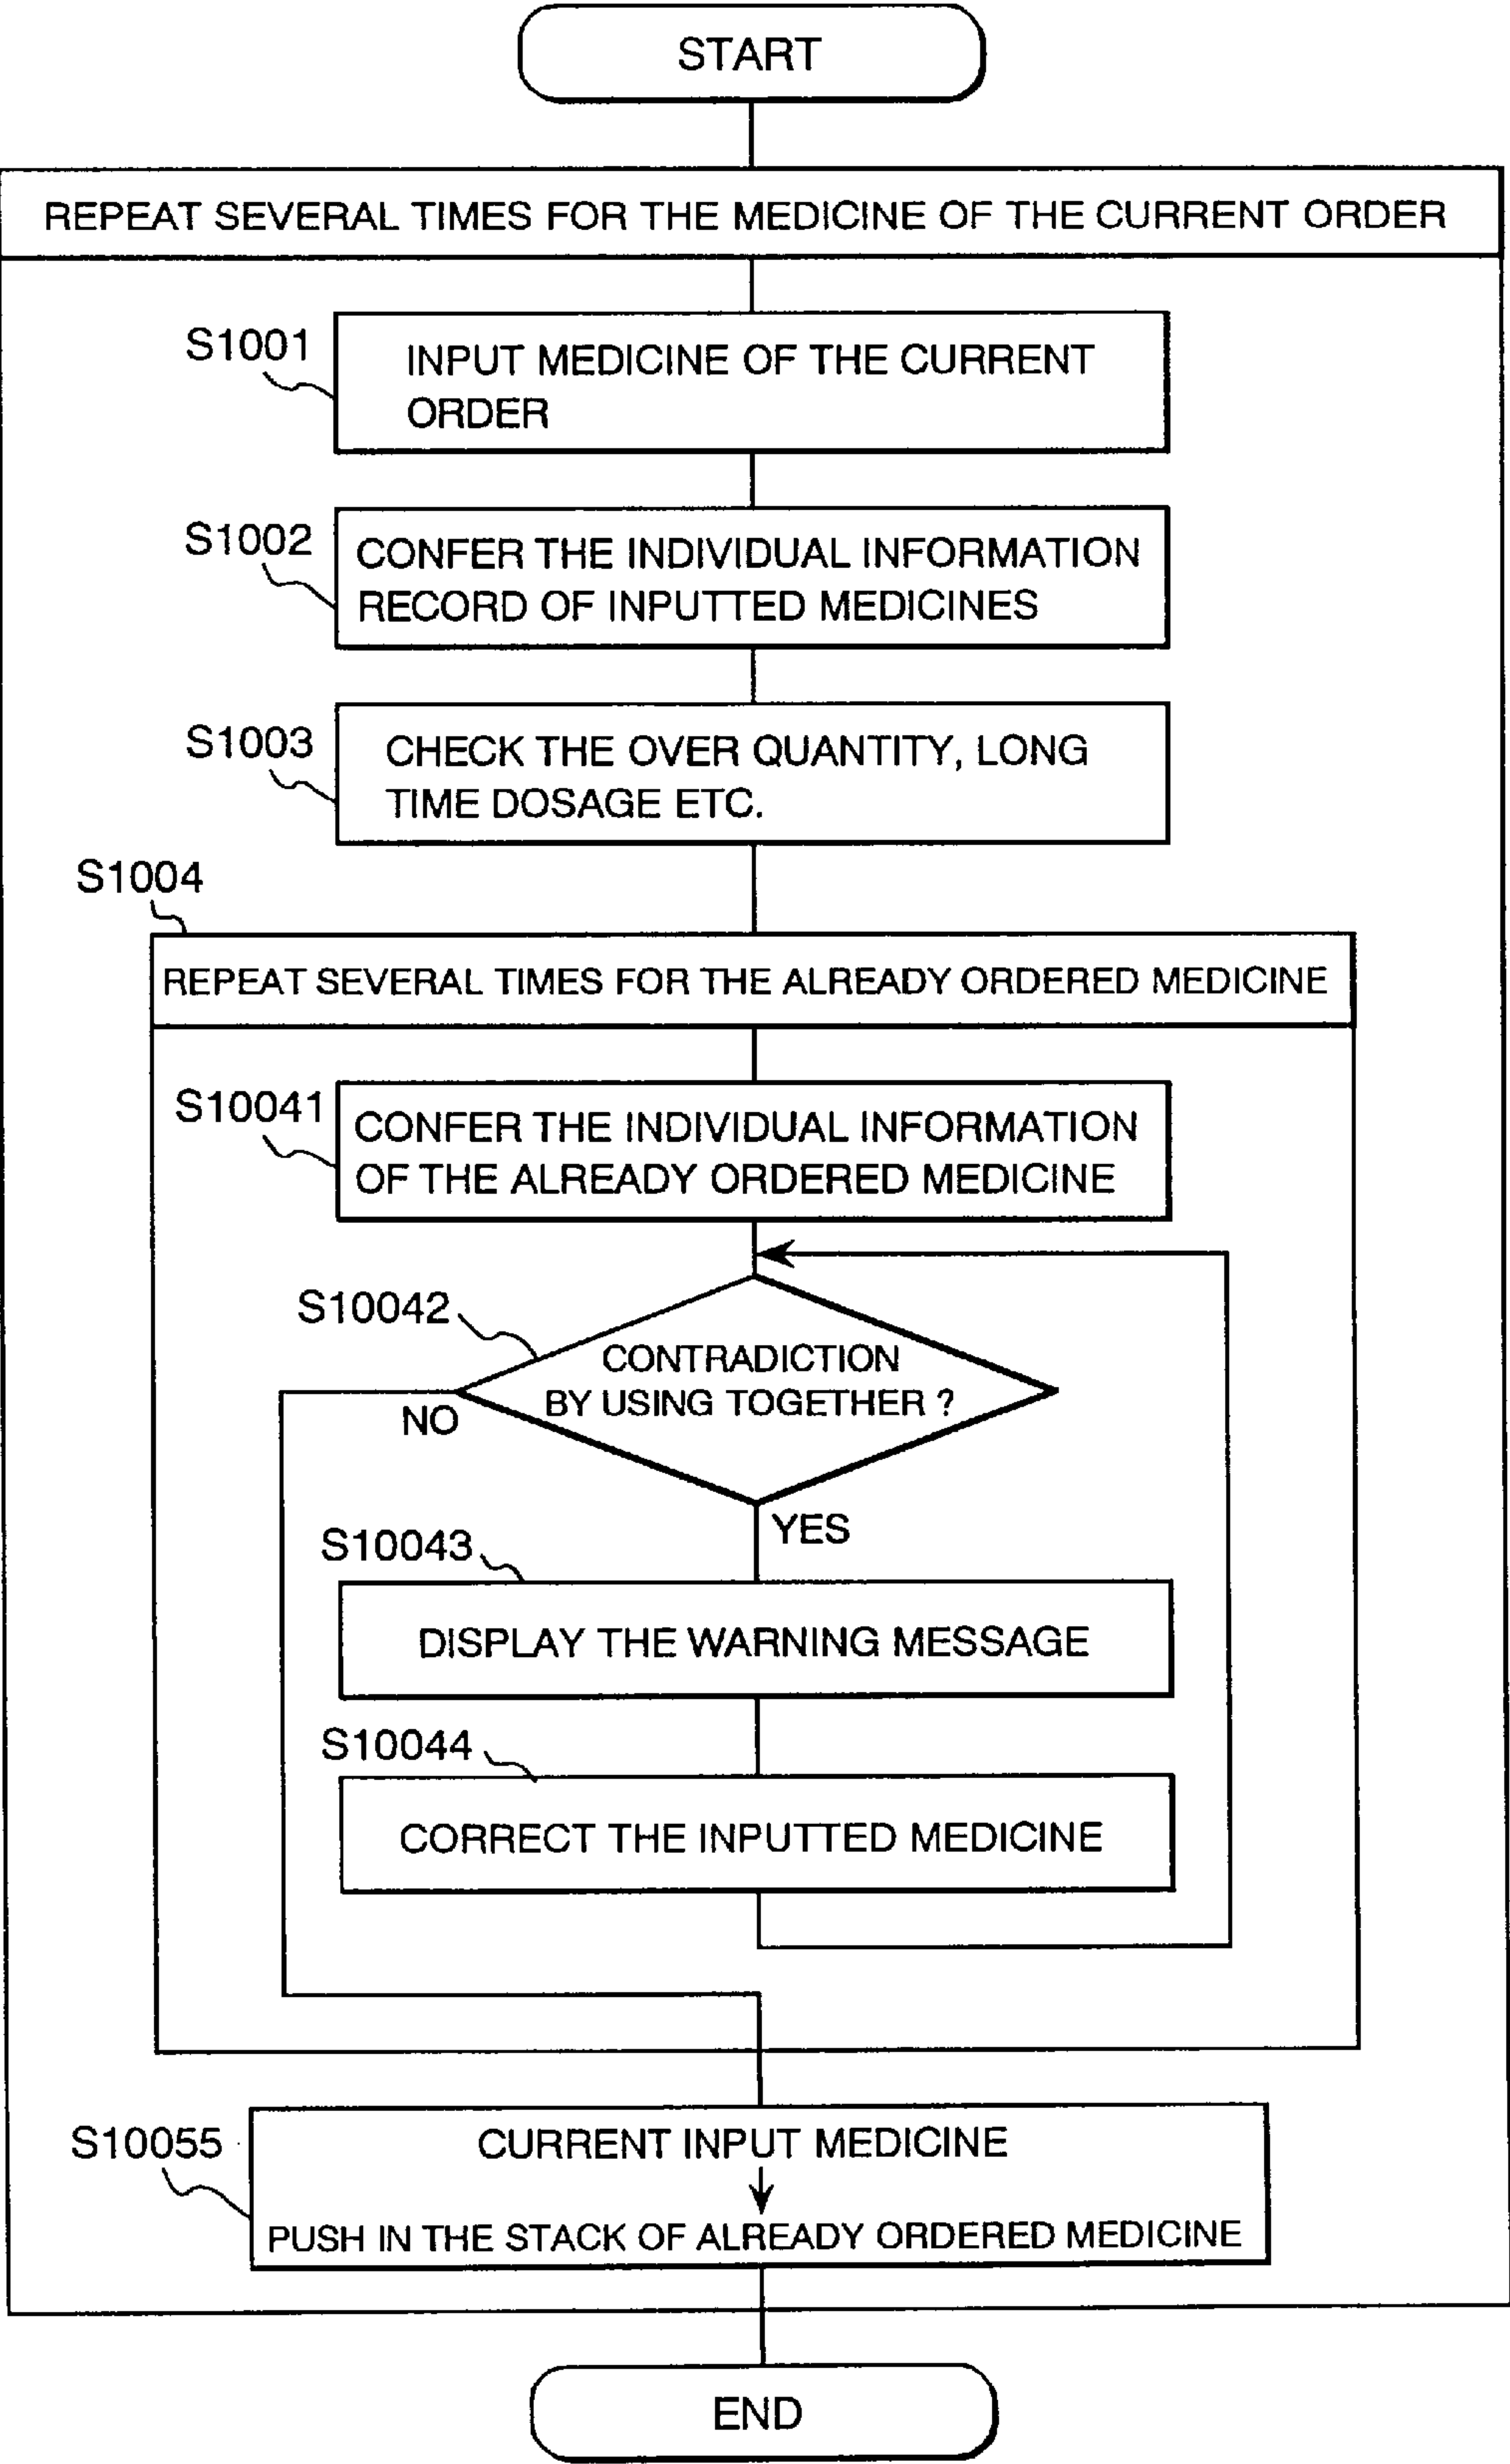 START
REPEAT SEVERAL TIMES FOR THE MEDICINE OF THE CURRENT ORDER
S1001
INPUT MEDICINE OF THE CURRENT
ORDER
S1002
CONFER THE INDIVIDUAL INFORMATION
RECORD OF INPUTTED MEDICINES
S1003
CHECK THE OVER QUANTITY, LONG
TIME DOSAGE ETC.
S1004
REPEAT SEVERAL TIMES FOR THE ALREADY ORDERED MEDICINE
S10041
CONFER THE INDIVIDUAL INFORMATION
OF THE ALREADY ORDERED MEDICINE
S10042
CONTRADICTION
BY USING TOGETHER ?
NO
YES
S10043
DISPLAY THE WARNING MESSAGE
S10044
CORRECT THE INPUTTED MEDICINE
S10055
CURRENT INPUT MEDICINE
PUSH IN THE STACK OF ALREADY ORDERED MEDICINE
END